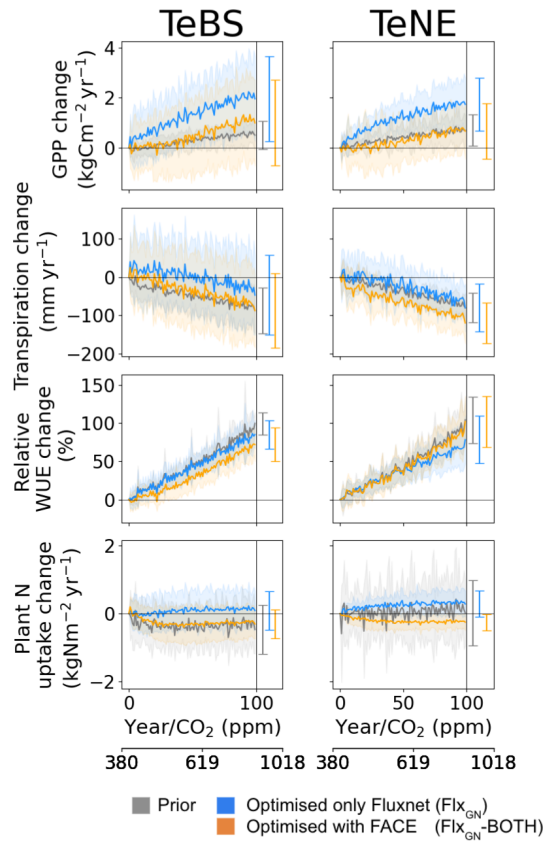 TeBS
TeNE
GPP change
(kgCm⁻² yr⁻¹)
4
2
0
Transpiration change
(mm yr⁻¹)
100
0
−100
−200
Relative
WUE change
(%)
150
100
50
0
Plant N
uptake change
(kgNm⁻² yr⁻¹)
2
0
−2
0
100
0
50
100
Year/CO₂ (ppm)
Year/CO₂ (ppm)
380
619
1018
380
619
1018
Prior
Optimised only Fluxnet (Flx_GN)
Optimised with FACE (Flx_GN-BOTH)